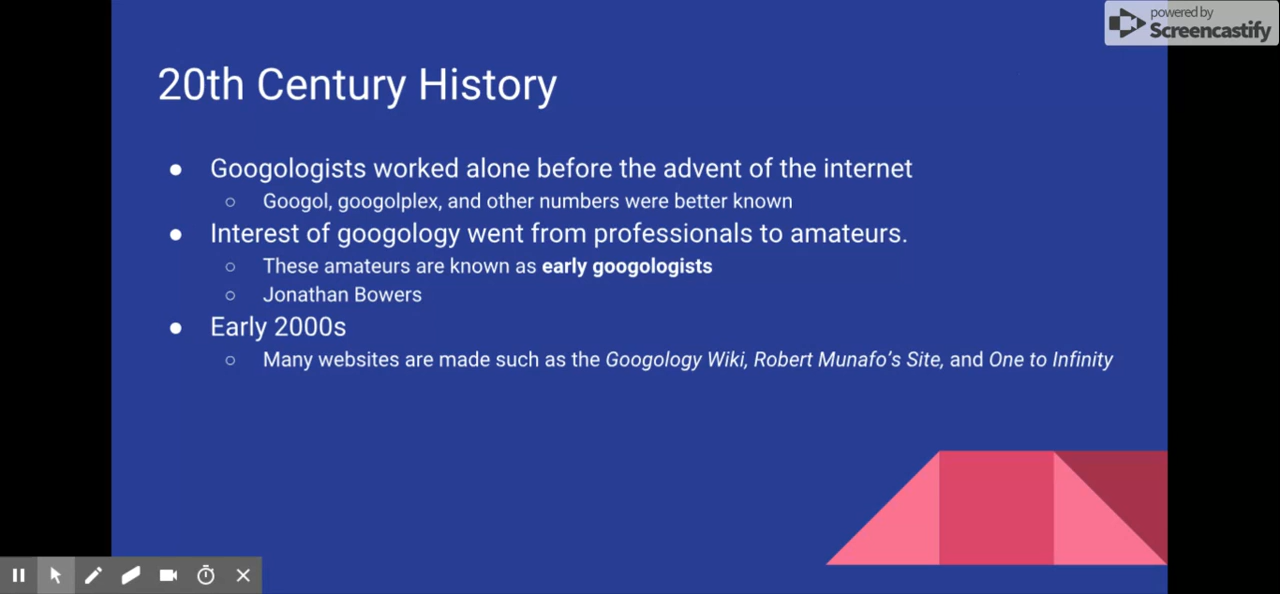 powered by
Screencastify
20th Century History
Googologists worked alone before the advent of the internet
Googol, googolplex, and other numbers were better known
Interest of googology went from professionals to amateurs.
These amateurs are known as early googologists
Jonathan Bowers
Early 2000s
Many websites are made such as the Googology Wiki, Robert Munafo's Site, and One to Infinity